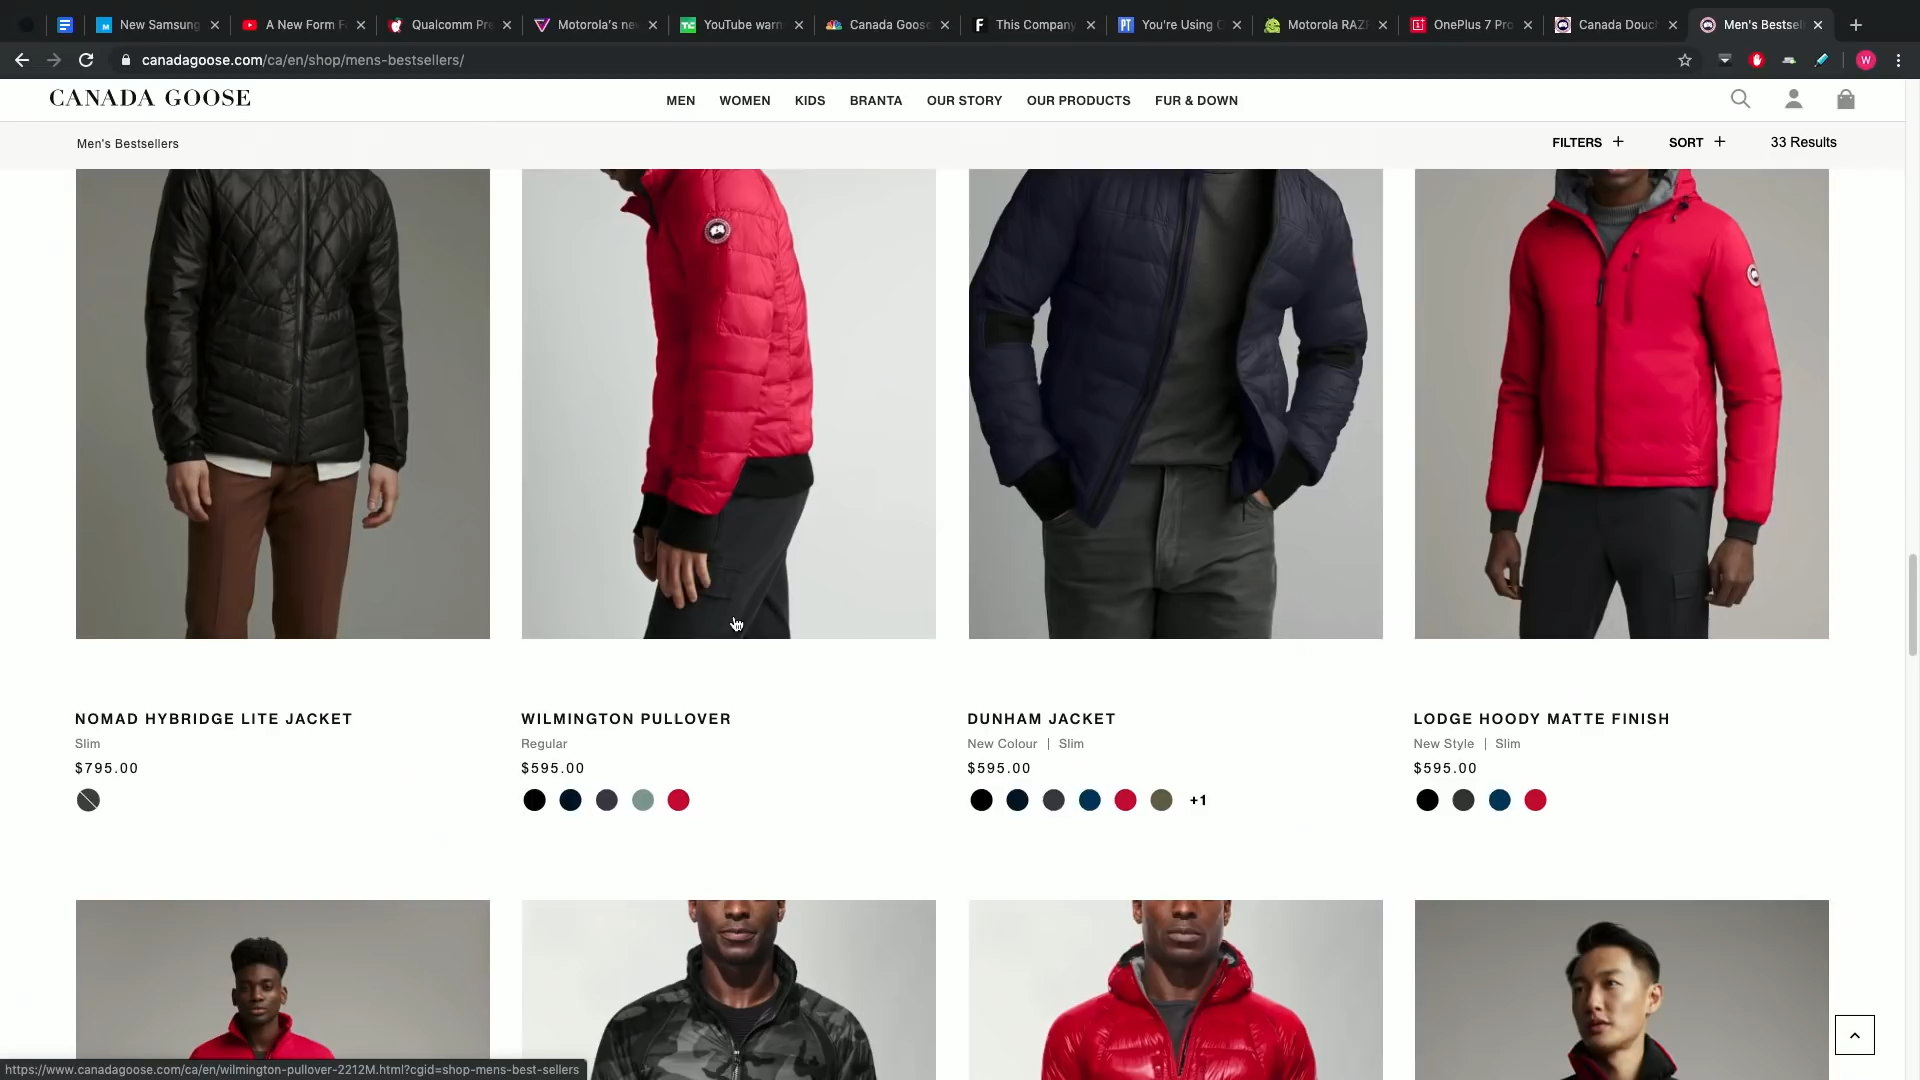 New Samsung
A New Form F
Qualcomm Pre
Motorola's ne
YouTube warn
Canada Goose
This Company
You're Using C
Motorola RAZR
OnePlus 7 Pro
Canada Douch
Men's Bestsell
canadagoose.com/ca/en/shop/mens-bestsellers/
W
CANADA GOOSE
MEN WOMEN KIDS BRANTA OUR STORY OUR PRODUCTS FUR & DOWN
Men's Bestsellers
FILTERS + SORT + 33 Results
NOMAD HYBRIDGE LITE JACKET
Slim
$795.00
WILMINGTON PULLOVER
Regular
$595.00
DUNHAM JACKET
New Colour | Slim
$595.00
+1
LODGE HOODY MATTE FINISH
New Style | Slim
$595.00
https://www.canadagoose.com/ca/en/wilmington-pullover-2212M.html?cgid=shop-mens-best-sellers